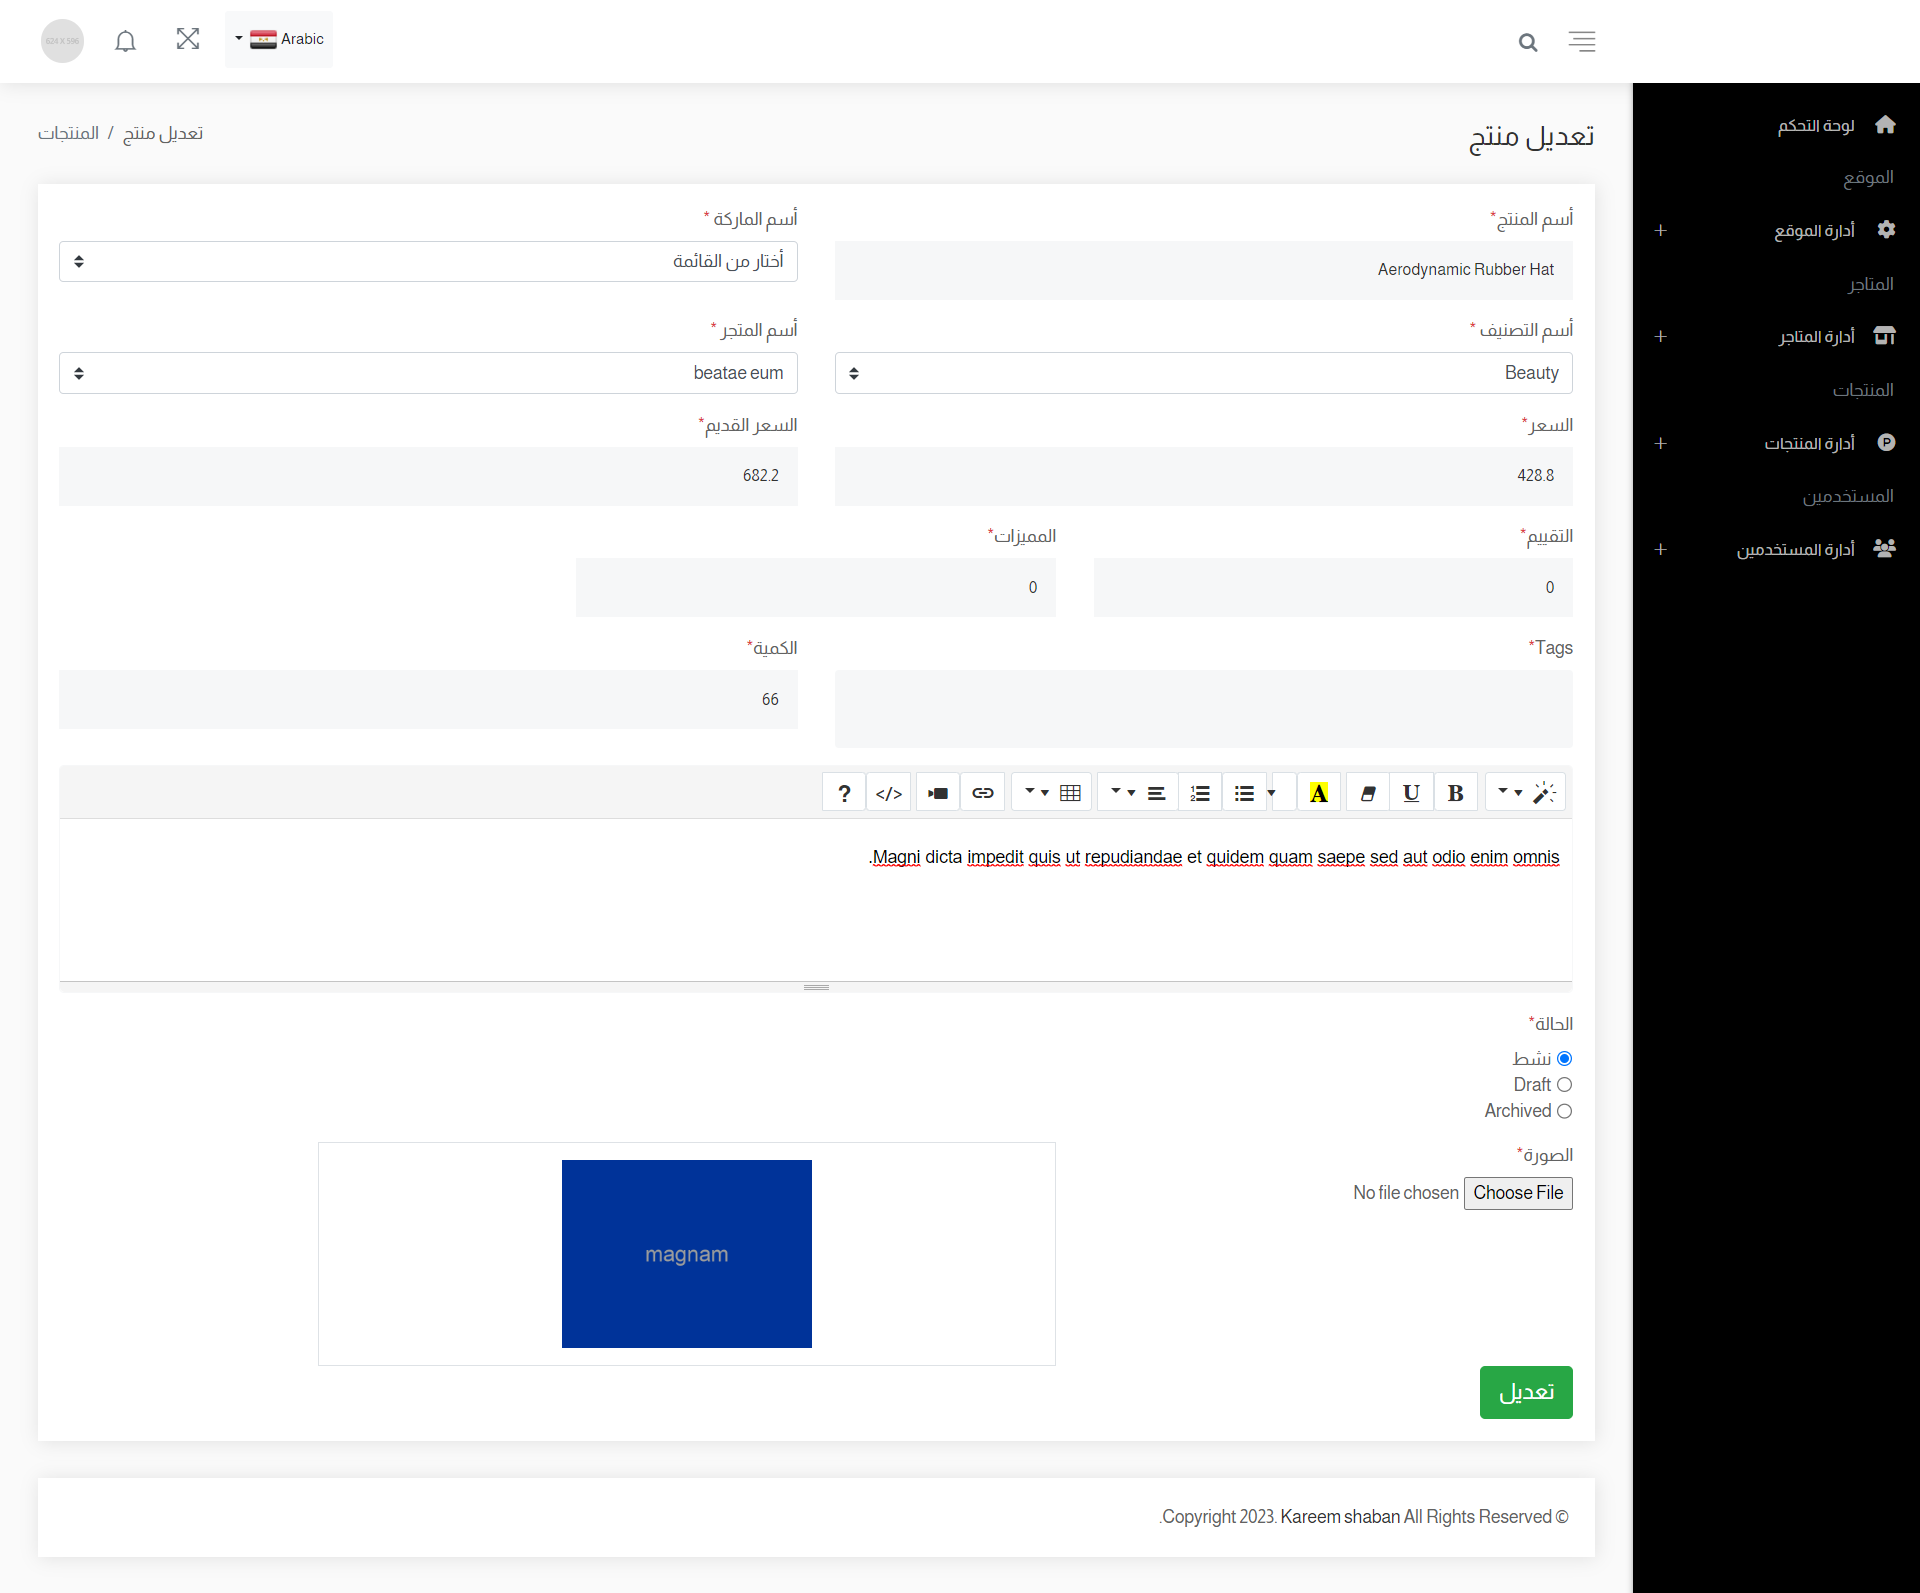 Arabic
624 X 596
لوحة التحكم
الموقع
أدارة الموقع
المتاجر
أدارة المتاجر
المنتجات
أدارة المنتجات
المستخدمين
أدارة المستخدمين
تعديل منتج
تعديل منتج / المنتجات
أسم المنتج*
Aerodynamic Rubber Hat
أسم الماركة *
أختار من القائمة
أسم التصنيف *
Beauty
أسم المتجر *
beatae eum
السعر*
428.8
السعر القديم*
682.2
التقييم*
0
المميزات*
0
Tags*
الكمية*
66
B U A </> ?
Magni dicta impedit quis ut repudiandae et quidem quam saepe sed aut odio enim omnis.
الحالة*
نشط
Draft
Archived
الصورة*
Choose File No file chosen
magnam
تعديل
.Copyright 2023. Kareem shaban All Rights Reserved ©